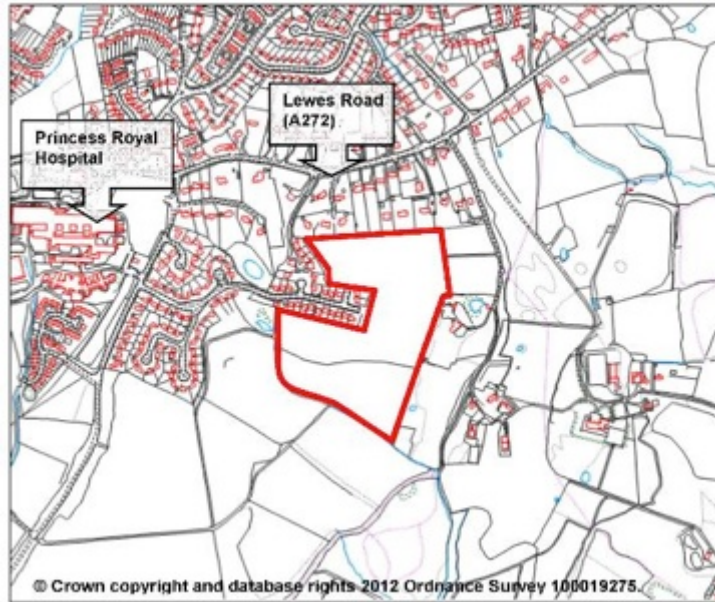 Lewes Road
(A272)
Princess Royal
Hospital
© Crown copyright and database rights 2012 Ordnance Survey 100019275.